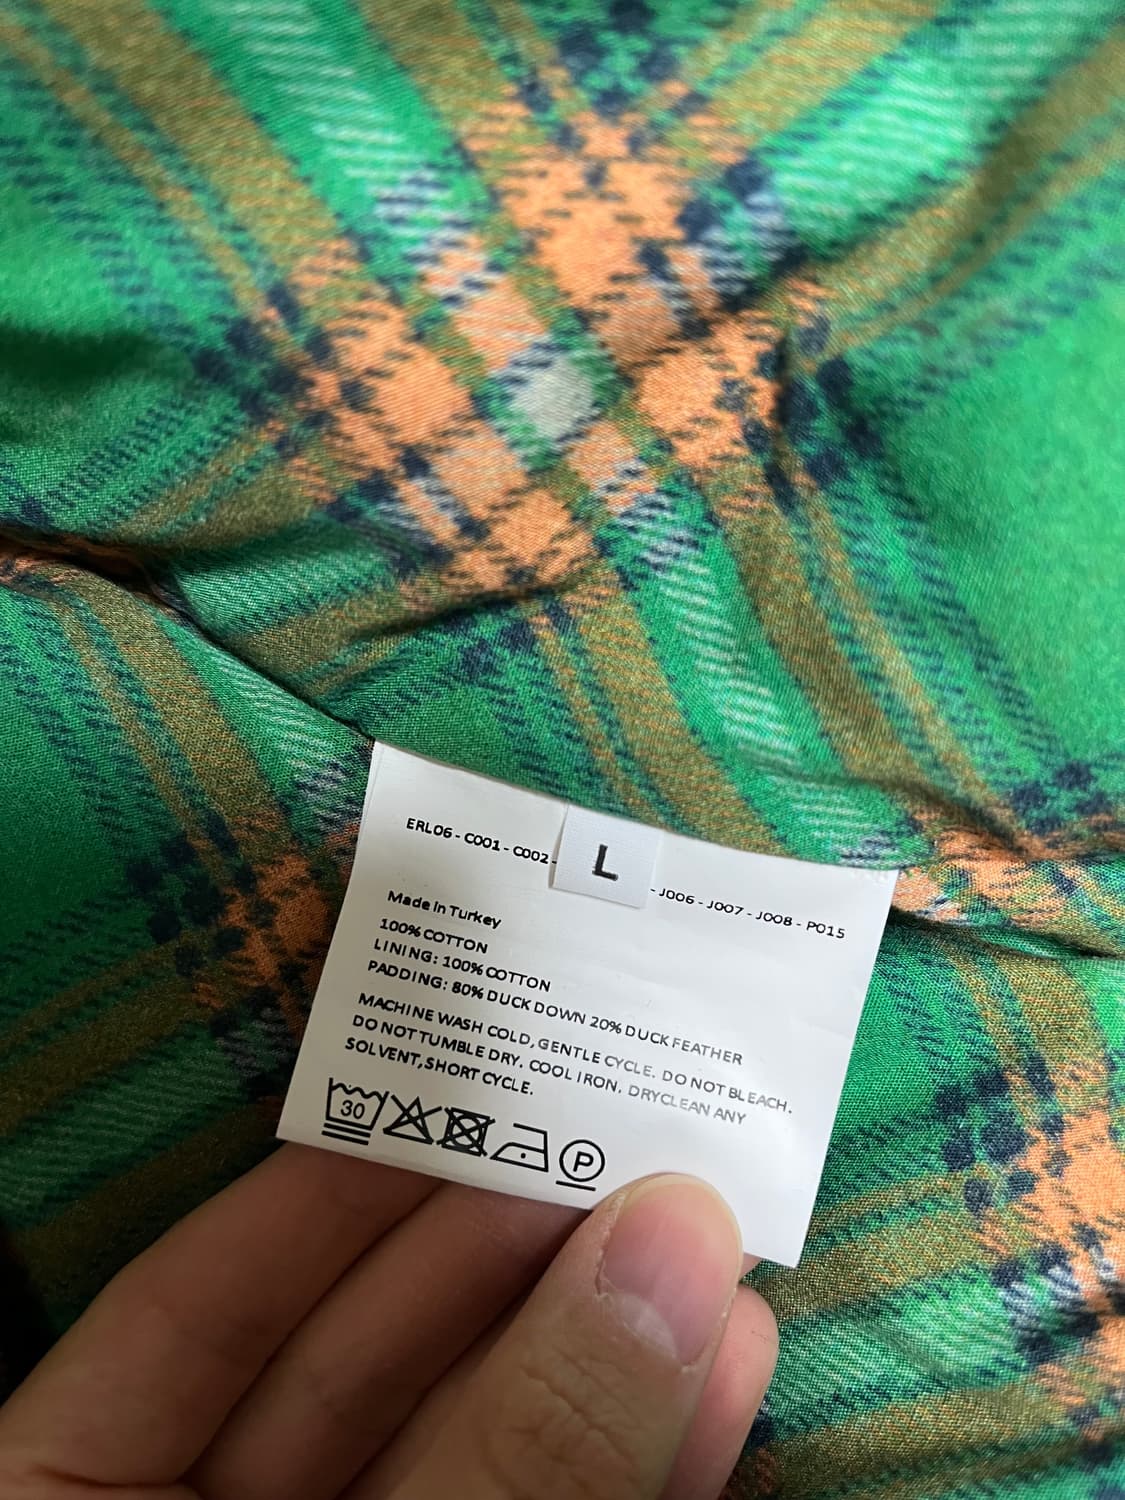 ERL06 - C001 - C002 - L - J006 - J007 - J008 - P015
Made in Turkey
100% COTTON
LINING: 100% COTTON
PADDING: 80% DUCK DOWN 20% DUCK FEATHER
MACHINE WASH COLD, GENTLE CYCLE. DO NOT BLEACH.
DO NOT TUMBLE DRY. COOL IRON. DRYCLEAN ANY
SOLVENT, SHORT CYCLE.
30 P